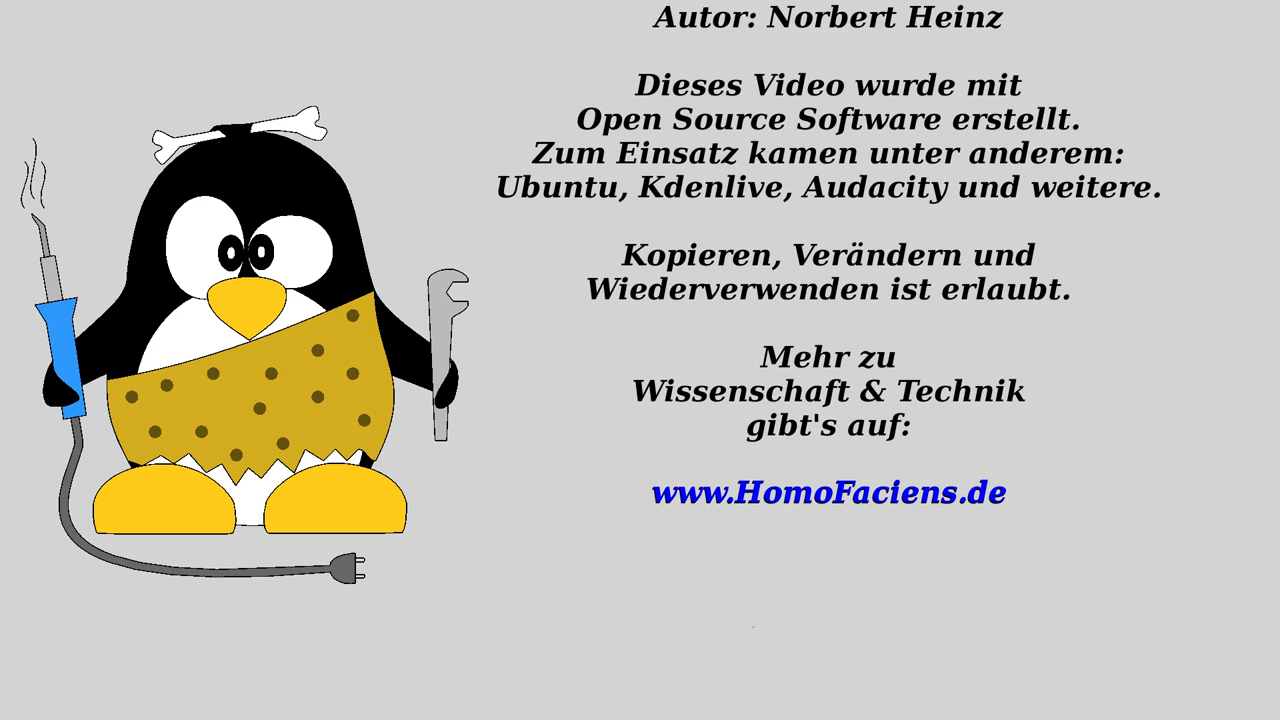 Autor: Norbert Heinz
Dieses Video wurde mit
Open Source Software erstellt.
Zum Einsatz kamen unter anderem:
Ubuntu, Kdenlive, Audacity und weitere.
Kopieren, Verändern und
Wiederverwenden ist erlaubt.
Mehr zu
Wissenschaft & Technik
gibt's auf:
www.HomoFaciens.de